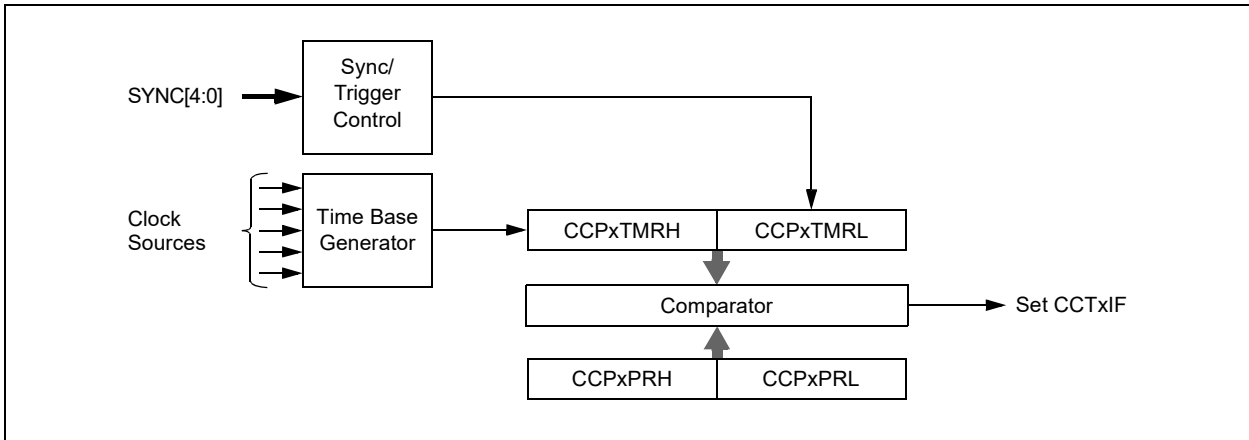 SYNC[4:0]
Sync/
Trigger
Control
Clock
Sources
Time Base
Generator
CCPxTMRH
CCPxTMRL
Comparator
Set CCTxIF
CCPxPRH
CCPxPRL